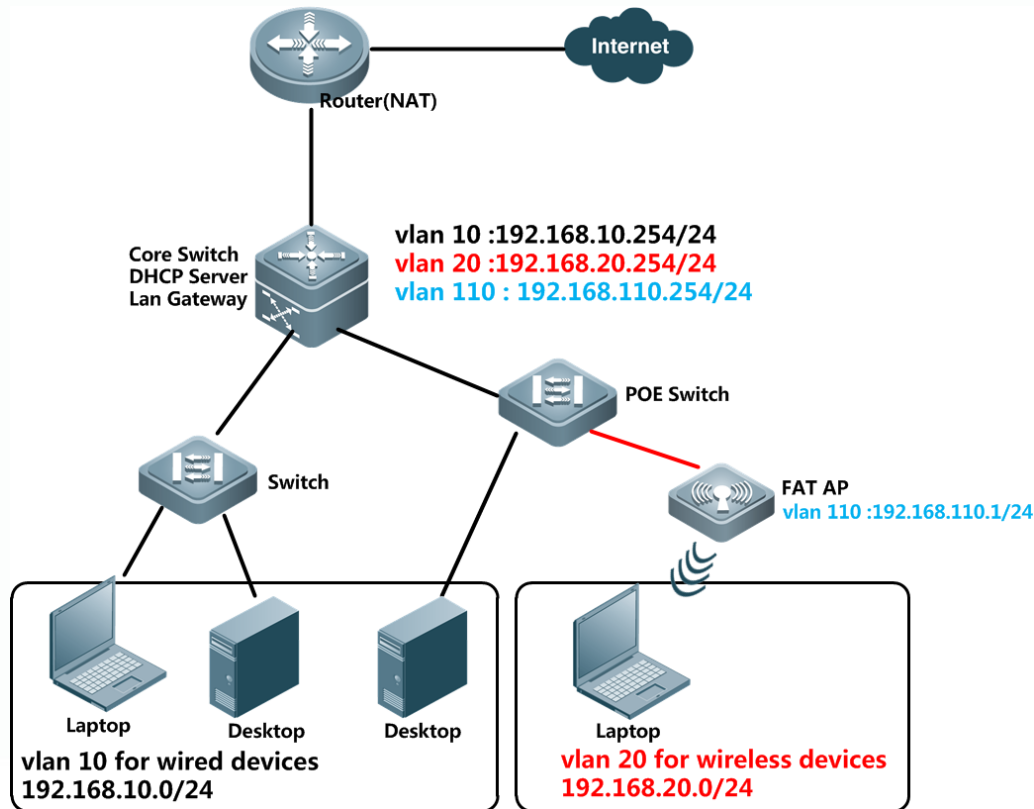 Internet
Router(NAT)
Core Switch
DHCP Server
Lan Gateway
vlan 10 :192.168.10.254/24
vlan 20 :192.168.20.254/24
vlan 110 : 192.168.110.254/24
POE Switch
Switch
FAT AP
vlan 110 :192.168.110.1/24
Laptop
Desktop
Desktop
Laptop
vlan 10 for wired devices
192.168.10.0/24
vlan 20 for wireless devices
192.168.20.0/24